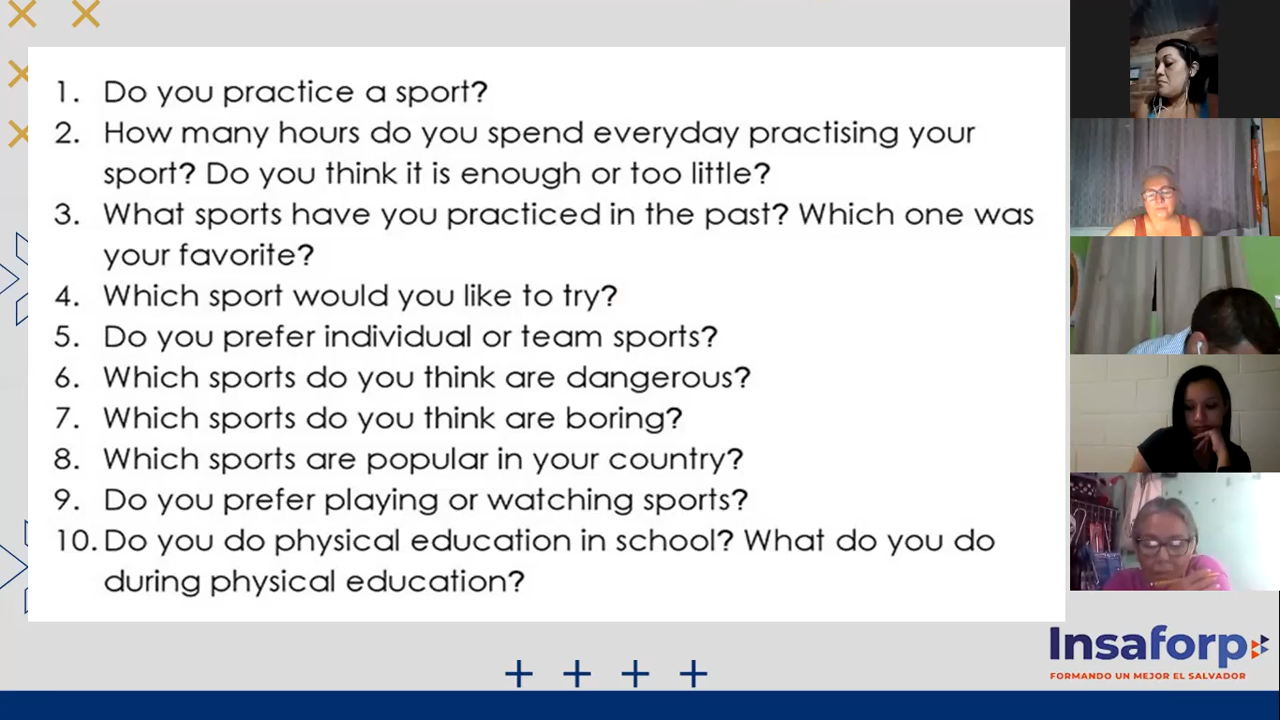 1. Do you practice a sport?
2. How many hours do you spend everyday practising your
sport? Do you think it is enough or too little?
3. What sports have you practiced in the past? Which one was
your favorite?
4. Which sport would you like to try?
5. Do you prefer individual or team sports?
6. Which sports do you think are dangerous?
7. Which sports do you think are boring?
8. Which sports are popular in your country?
9. Do you prefer playing or watching sports?
10. Do you do physical education in school? What do you do
during physical education?
Insaforp
FORMANDO UN MEJOR EL SALVADOR